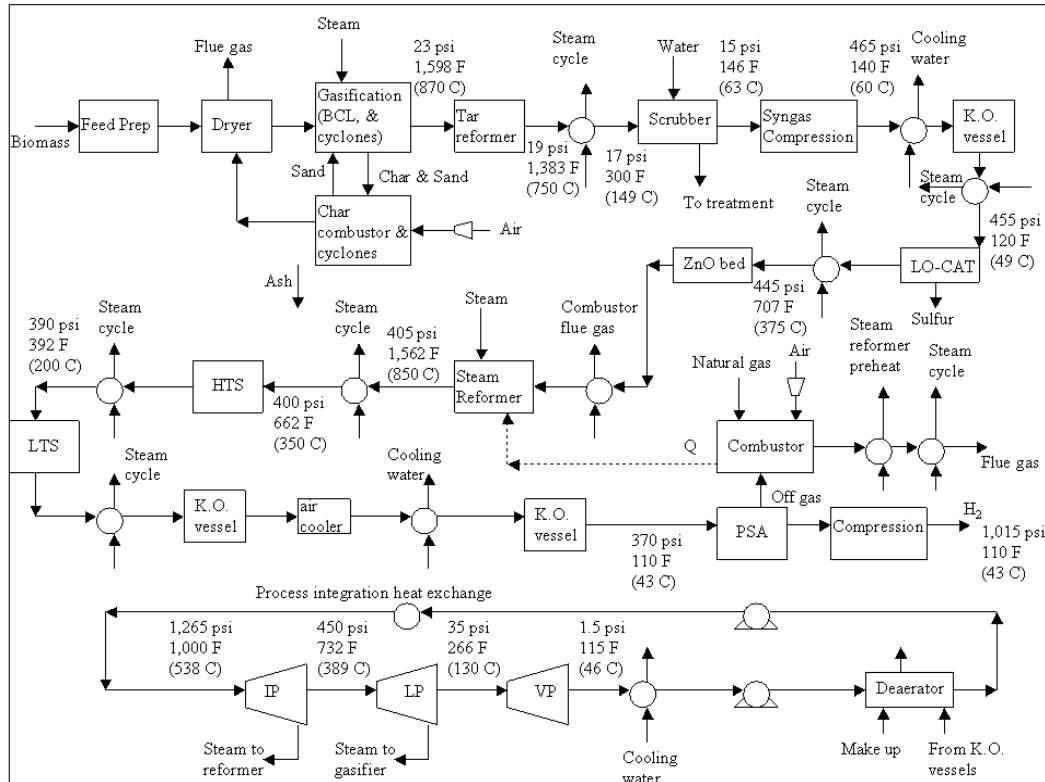 Steam
Flue gas
23 psi
1,598 F
(870 C)
Steam
cycle
Water
15 psi
146 F
(63 C)
465 psi
140 F
(60 C)
Cooling
water
Biomass
Feed Prep
Dryer
Gasification
(BCL, &
cyclones)
Tar
reformer
19 psi
1,383 F
(750 C)
17 psi
300 F
(149 C)
Scrubber
Syngas
Compression
K.O.
vessel
Sand
Char & Sand
To treatment
Steam
cycle
Steam
cycle
455 psi
120 F
(49 C)
Char
combustor &
cyclones
Air
Ash
ZnO bed
445 psi
707 F
(375 C)
LO-CAT
Sulfur
390 psi
392 F
(200 C)
Steam
cycle
Steam
cycle
405 psi
1,562 F
(850 C)
Steam
Combustor
flue gas
Natural gas
Air
Steam
reformer
preheat
Steam
cycle
HTS
400 psi
662 F
(350 C)
Steam
Reformer
LTS
Steam
cycle
Cooling
water
Q
Combustor
Flue gas
K.O.
vessel
air
cooler
K.O.
vessel
370 psi
110 F
(43 C)
Off gas
PSA
Compression
H2
1,015 psi
110 F
(43 C)
Process integration heat exchange
1,265 psi
1,000 F
(538 C)
450 psi
732 F
(389 C)
35 psi
266 F
(130 C)
1.5 psi
115 F
(46 C)
IP
LP
VP
Deaerator
Steam to
reformer
Steam to
gasifier
Cooling
water
Make up
From K.O.
vessels